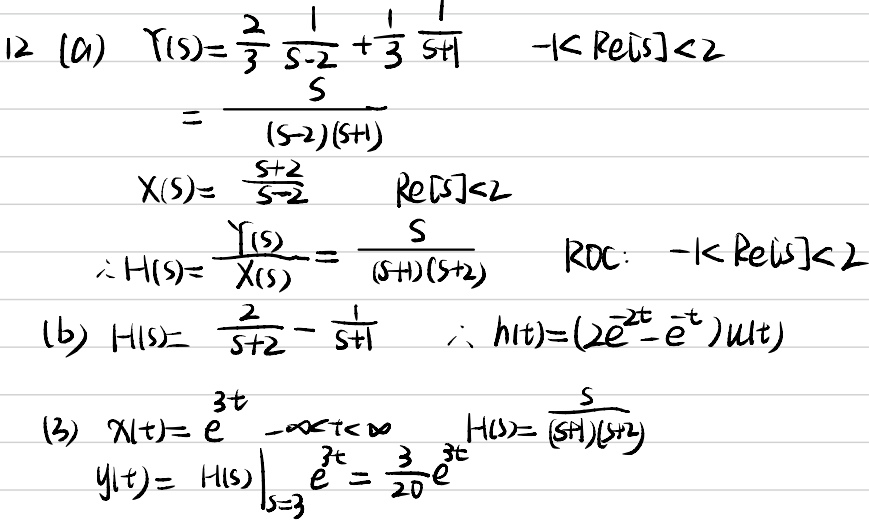 12 (a) Y(s)= 2/3 1/(s-2) + 1/3 1/(s+1) -1< Re[s]<2
= s/((s-2)(s+1))
X(s)= (s+2)/(s-2) Re[s]<2
∴ H(s)= Y(s)/X(s) = s/((s+1)(s+2)) ROC: -1< Re[s]<2
(b) H(s)= 2/(s+2) - 1/(s+1) ∴ h(t)=(2e^{-2t}-e^{-t})u(t)
(3) x(t)= e^{3t} -∞<t<∞ H(s)= s/((s+1)(s+2))
y(t)= H(s)|_{s=3} e^{3t} = 3/20 e^{3t}